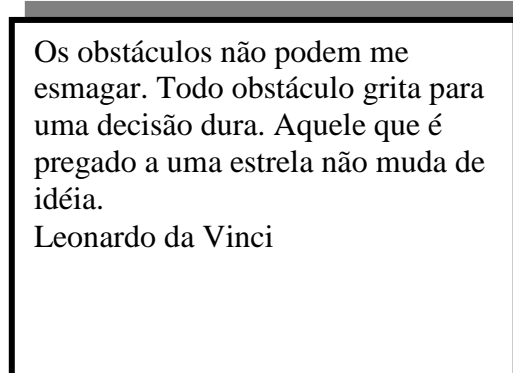 Os obstáculos não podem me
esmagar. Todo obstáculo grita para
uma decisão dura. Aquele que é
pregado a uma estrela não muda de
idéia.
Leonardo da Vinci